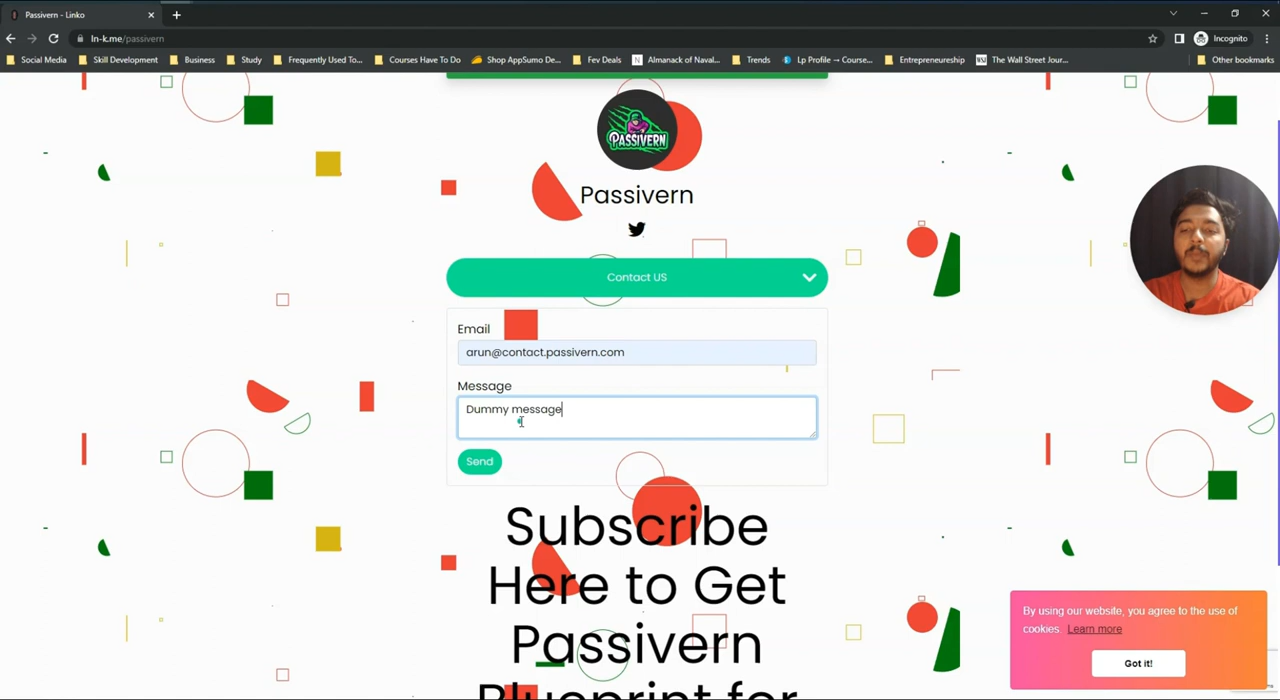 Passivern - Linko
ln-k.me/passivern
Incognito
Social Media
Skill Development
Business
Study
Frequently Used To...
Courses Have To Do
Shop AppSumo De...
Fev Deals
Almanack of Naval...
Trends
Lp Profile → Course...
Entrepreneurship
The Wall Street Jour...
Other bookmarks
PASSIVERN
Passivern
Contact US
Email
arun@contact.passivern.com
Message
Dummy message
Send
Subscribe
Here to Get
Passivern
Blueprint for
By using our website, you agree to the use of
cookies. Learn more
Got it!